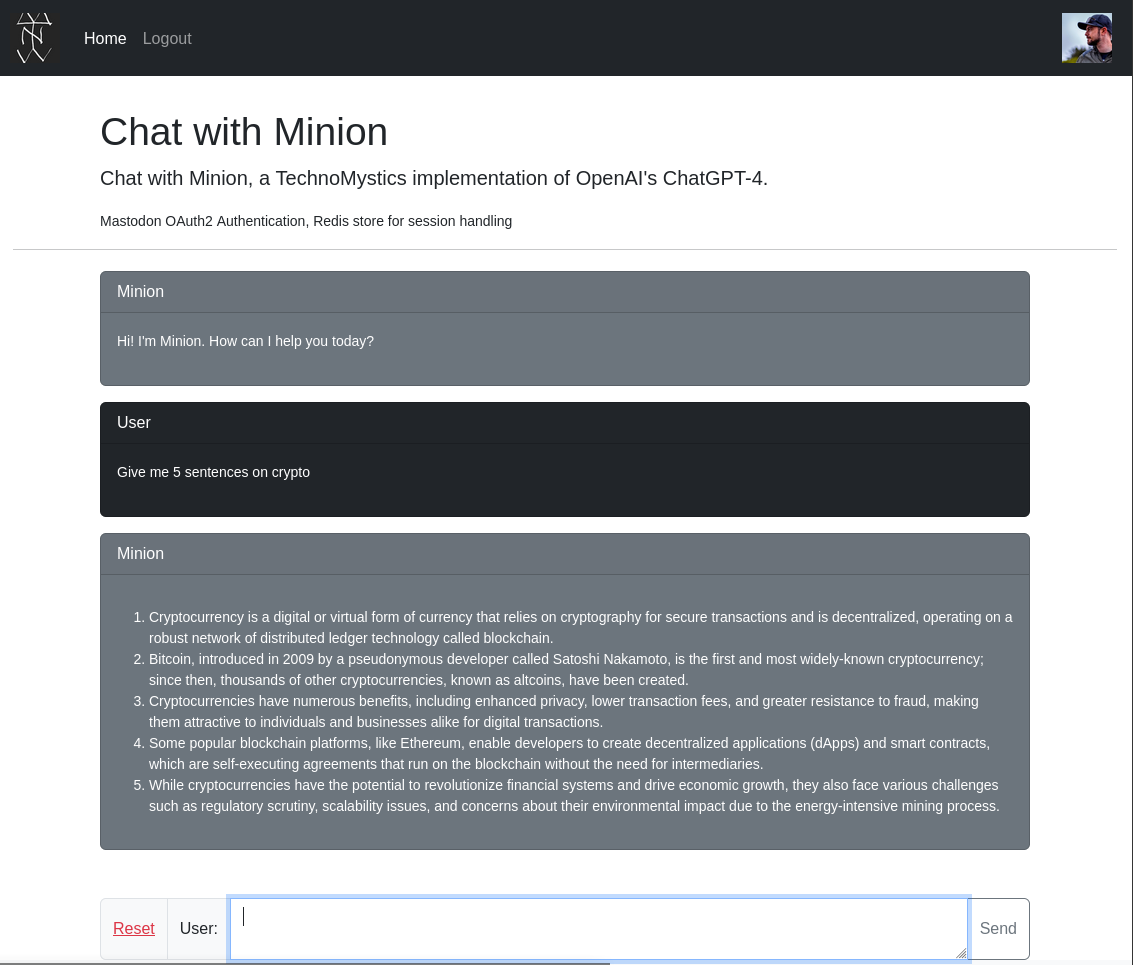 Home Logout
Chat with Minion
Chat with Minion, a TechnoMystics implementation of OpenAI's ChatGPT-4.
Mastodon OAuth2 Authentication, Redis store for session handling
Minion
Hi! I'm Minion. How can I help you today?
User
Give me 5 sentences on crypto
Minion
1. Cryptocurrency is a digital or virtual form of currency that relies on cryptography for secure transactions and is decentralized, operating on a
robust network of distributed ledger technology called blockchain.
2. Bitcoin, introduced in 2009 by a pseudonymous developer called Satoshi Nakamoto, is the first and most widely-known cryptocurrency;
since then, thousands of other cryptocurrencies, known as altcoins, have been created.
3. Cryptocurrencies have numerous benefits, including enhanced privacy, lower transaction fees, and greater resistance to fraud, making
them attractive to individuals and businesses alike for digital transactions.
4. Some popular blockchain platforms, like Ethereum, enable developers to create decentralized applications (dApps) and smart contracts,
which are self-executing agreements that run on the blockchain without the need for intermediaries.
5. While cryptocurrencies have the potential to revolutionize financial systems and drive economic growth, they also face various challenges
such as regulatory scrutiny, scalability issues, and concerns about their environmental impact due to the energy-intensive mining process.
Reset User: Send